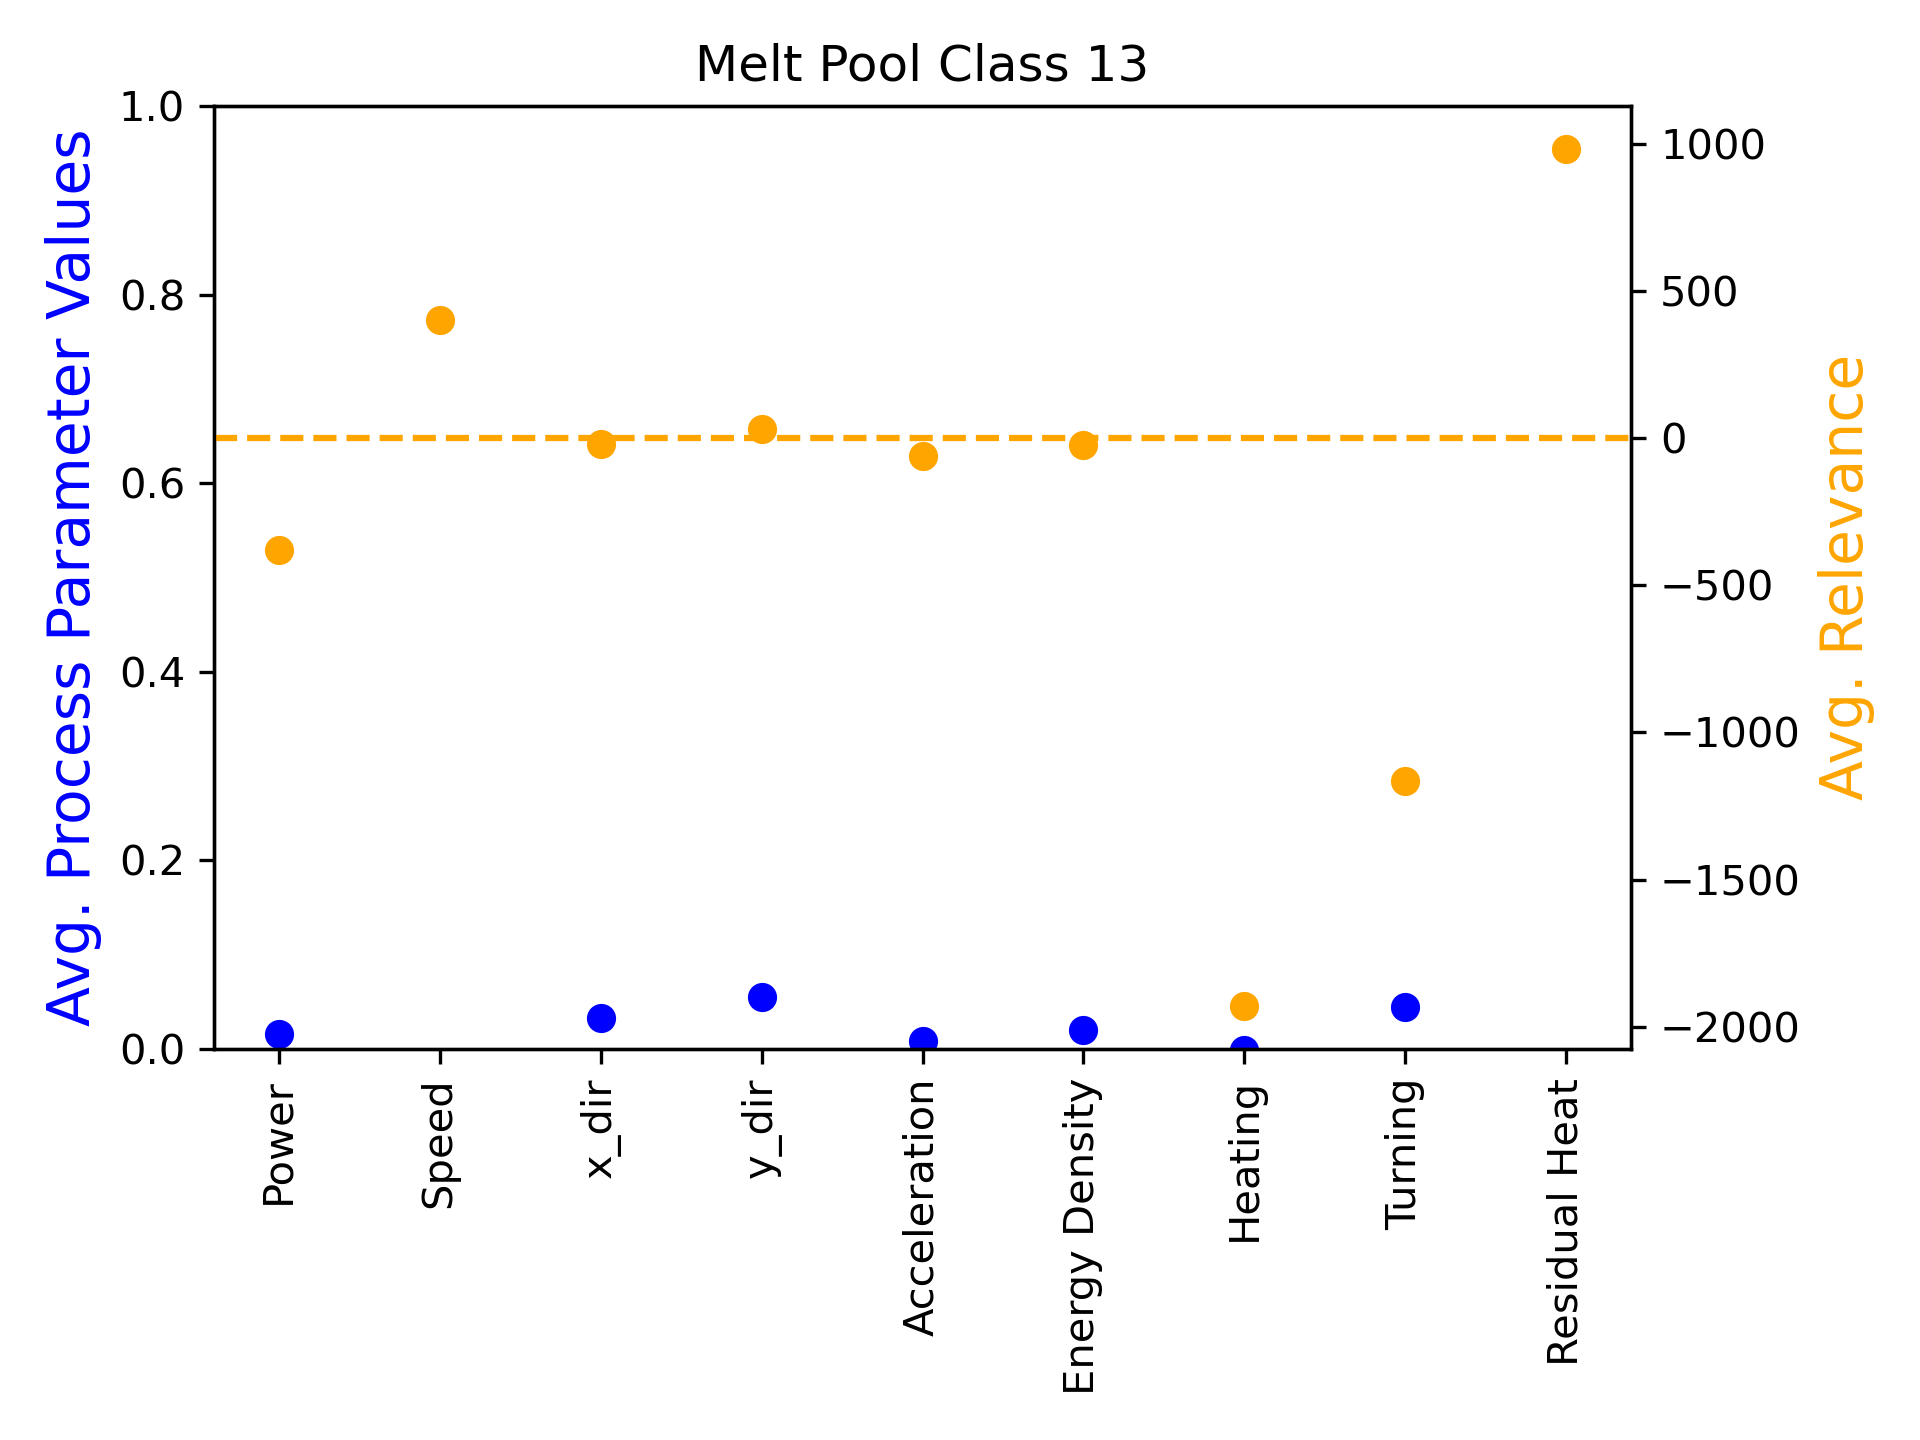 Melt Pool Class 13
Avg. Process Parameter Values
1.0
0.8
0.6
0.4
0.2
0.0
1000
500
0
−500
−1000
−1500
−2000
Avg. Relevance
Power
Speed
x_dir
y_dir
Acceleration
Energy Density
Heating
Turning
Residual Heat